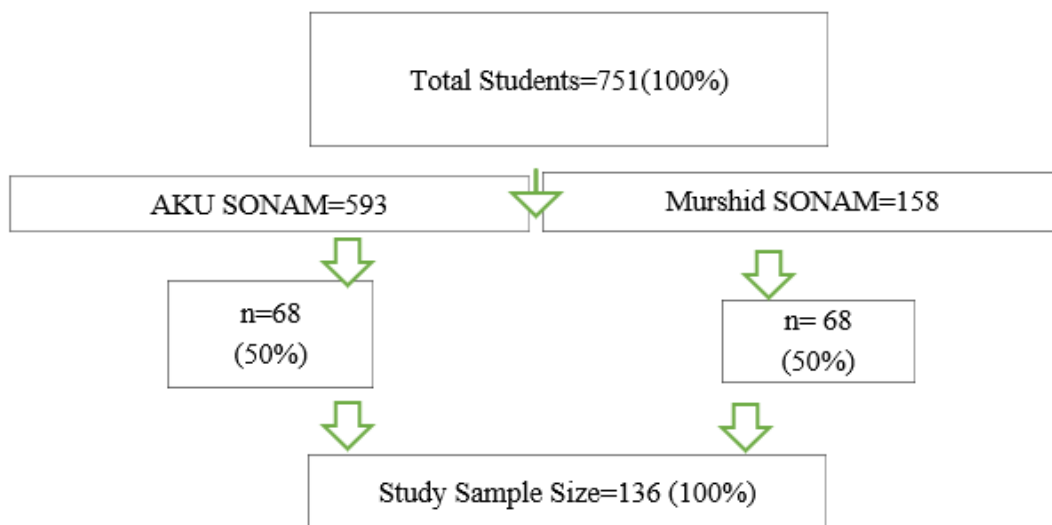 Total Students=751(100%)
AKU SONAM=593
Murshid SONAM=158
n=68
(50%)
n= 68
(50%)
Study Sample Size=136 (100%)